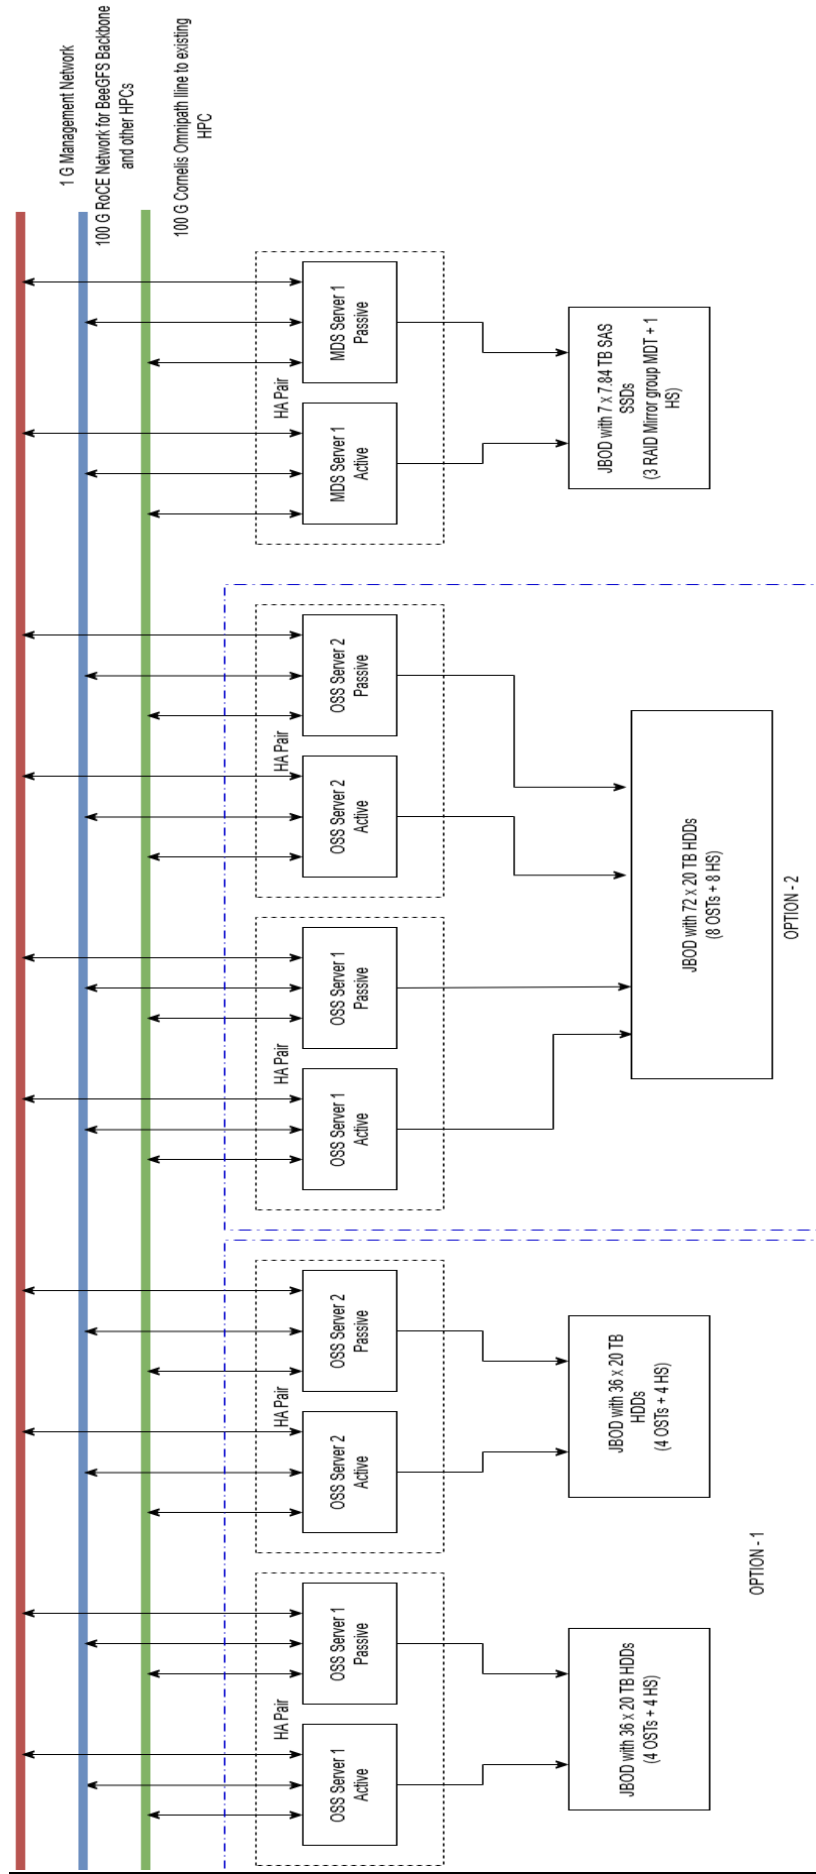 1 G Management Network
100 G RoCE Network for BeeGFS Backbone
and other HPCs
100 G Cornelis Omnipath lline to existing
HPC
HA Pair
OSS Server 1
Active
OSS Server 1
Passive
JBOD with 36 x 20 TB HDDs
(4 OSTs + 4 HS)
HA Pair
OSS Server 2
Active
OSS Server 2
Passive
JBOD with 36 x 20 TB
HDDs
(4 OSTs + 4 HS)
OPTION - 1
HA Pair
OSS Server 1
Active
OSS Server 1
Passive
HA Pair
OSS Server 2
Active
OSS Server 2
Passive
JBOD with 72 x 20 TB HDDs
(8 OSTs + 8 HS)
OPTION - 2
HA Pair
MDS Server 1
Active
MDS Server 1
Passive
JBOD with 7 x 7.84 TB SAS
SSDs
(3 RAID Mirror group MDT + 1
HS)